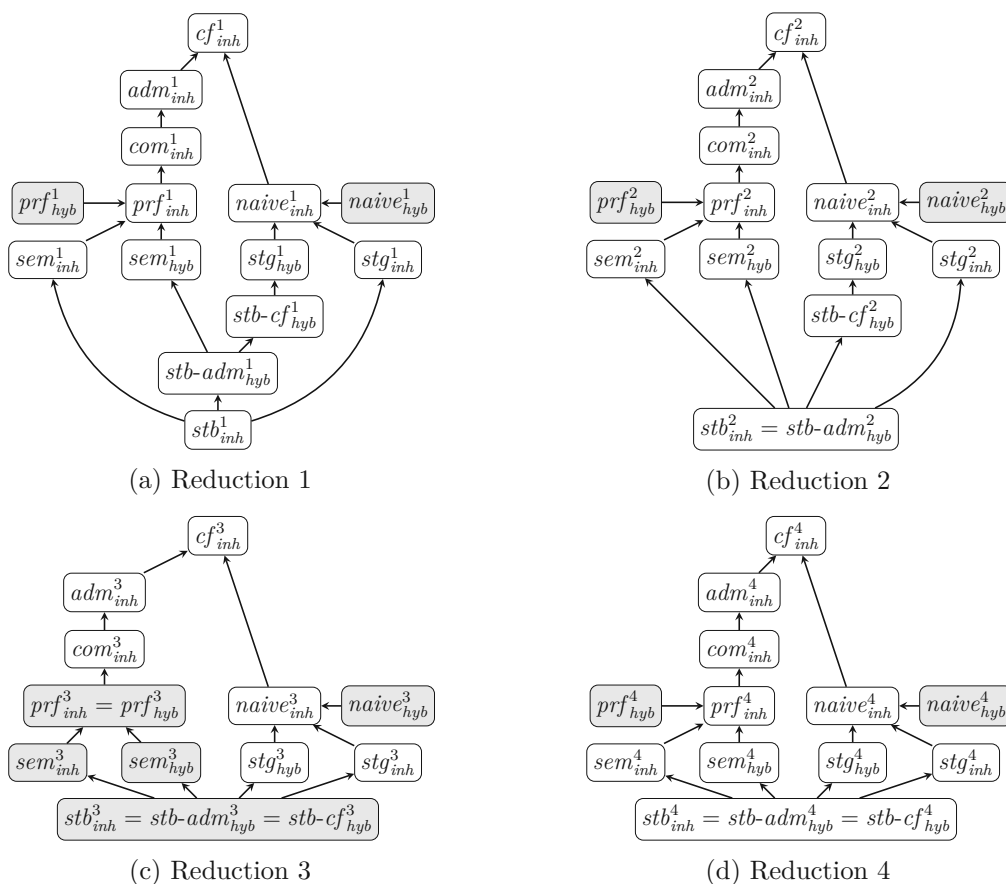 cf^1_inh cf^2_inh
adm^1_inh adm^2_inh
com^1_inh com^2_inh
prf^1_hyb prf^1_inh naive^1_inh naive^1_hyb prf^2_hyb prf^2_inh naive^2_inh naive^2_hyb
sem^1_inh sem^1_hyb stg^1_hyb stg^1_inh sem^2_inh sem^2_hyb stg^2_hyb stg^2_inh
stb-cf^1_hyb stb-cf^2_hyb
stb-adm^1_hyb
stb^1_inh stb^2_inh = stb-adm^2_hyb
(a) Reduction 1 (b) Reduction 2
cf^3_inh cf^4_inh
adm^3_inh adm^4_inh
com^3_inh com^4_inh
prf^3_inh = prf^3_hyb naive^3_inh naive^3_hyb prf^4_hyb prf^4_inh naive^4_inh naive^4_hyb
sem^3_inh sem^3_hyb stg^3_hyb stg^3_inh sem^4_inh sem^4_hyb stg^4_hyb stg^4_inh
stb^3_inh = stb-adm^3_hyb = stb-cf^3_hyb stb^4_inh = stb-adm^4_hyb = stb-cf^4_hyb
(c) Reduction 3 (d) Reduction 4